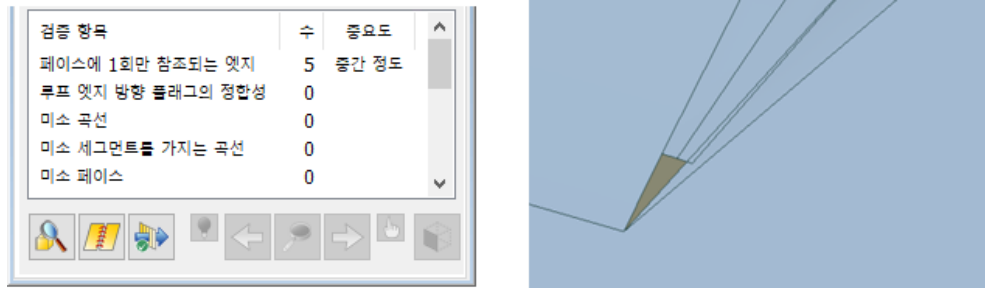 검증 항목 수 중요도
페이스에 1회만 참조되는 엣지 5 중간 정도
루프 엣지 방향 플래그의 정합성 0
미소 곡선 0
미소 세그먼트를 가지는 곡선 0
미소 페이스 0